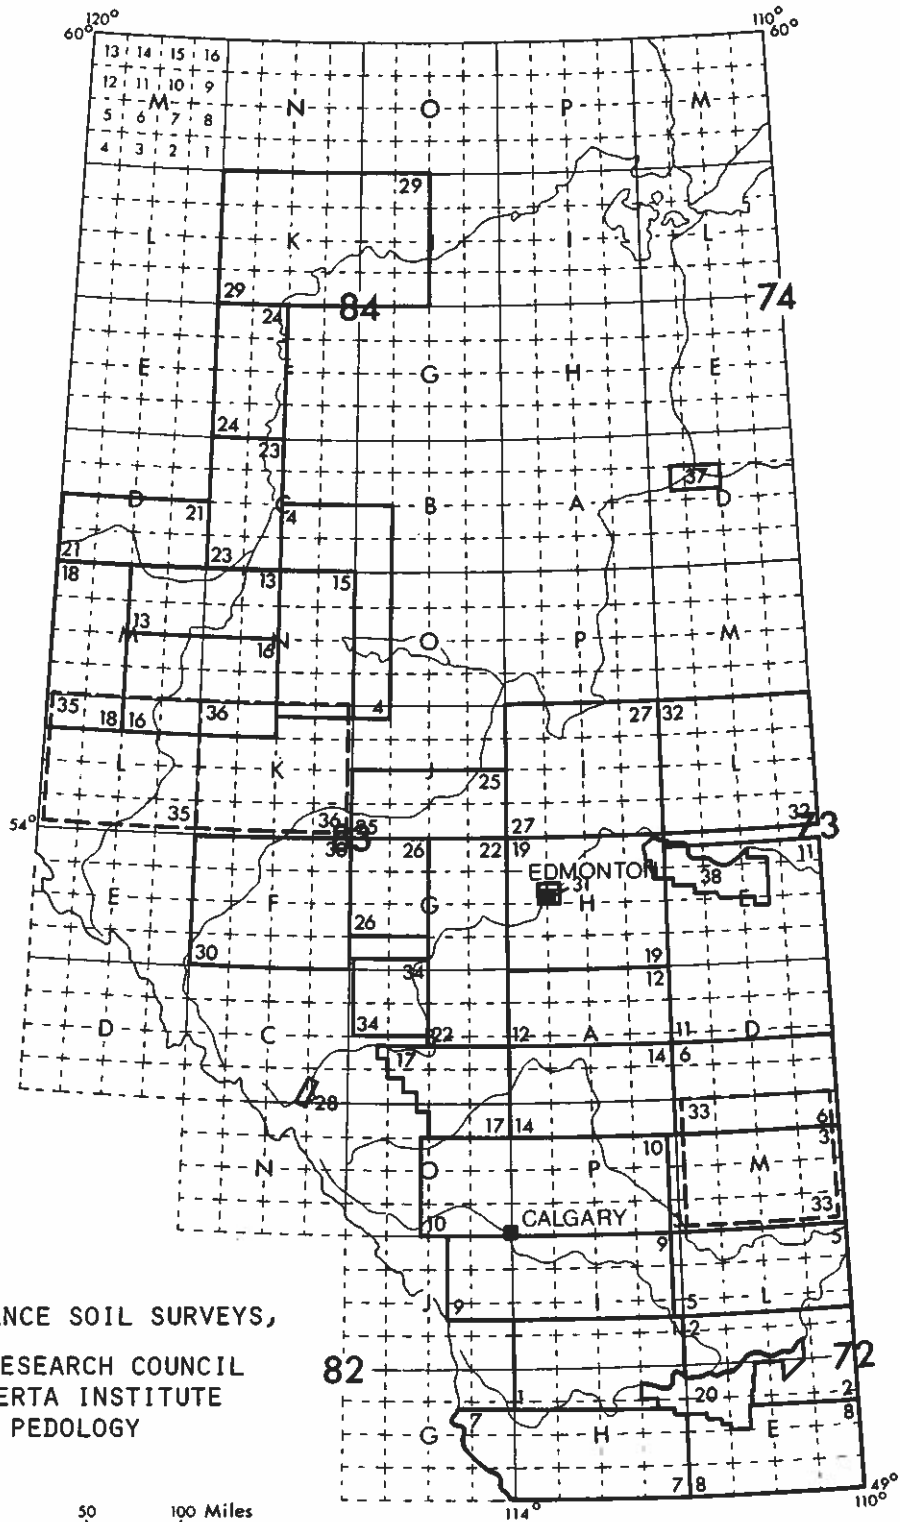 120° 110°
60° 60°
13 14 15 16
12 11 10 9
M N O P M
5 6 7 8
4 3 2 1
29
L K J I L
29
24 84 74
E F G H E
24
23
37
D 21 C 4 B A D
21 23
18 13 15
13
M 16 N O P M
35 18 16 36 4 27 32
L K J I L
25
35 36 85 27 32
54° 83 73
30 26 22 19 11
EDMONTON 38
31
E F G H E
26
30 19
34 12
D C 34 22 12 A 11 D
17 14 6
28 33
17 14 6
10 3
N O P M
33
10 CALGARY
9 5
J 9 I 5 L
2
82 72
1 20 2
7 8
G H E
7 8
49°
114° 110°
NCE SOIL SURVEYS,
ESEARCH COUNCIL
ERTA INSTITUTE
PEDOLOGY
50 100 Miles